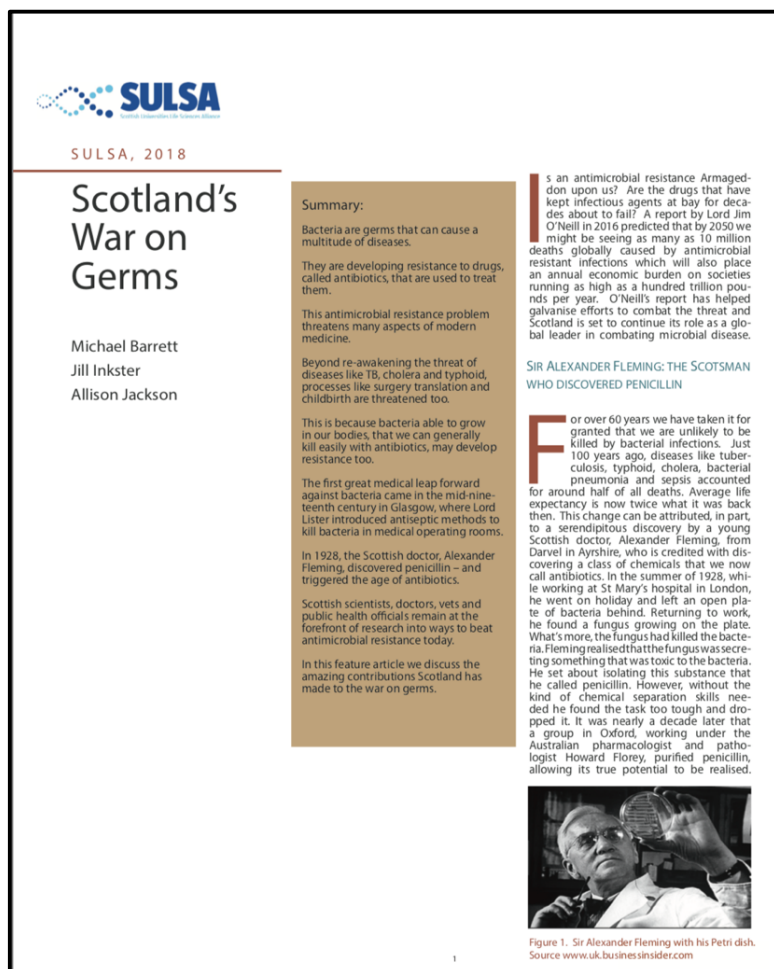 SULSA
Scottish Universities Life Sciences Alliance
SULSA, 2018
Scotland's
War on
Germs
Michael Barrett
Jill Inkster
Allison Jackson
Summary:
Bacteria are germs that can cause a
multitude of diseases.
They are developing resistance to drugs,
called antibiotics, that are used to treat
them.
This antimicrobial resistance problem
threatens many aspects of modern
medicine.
Beyond re-awakening the threat of
diseases like TB, cholera and typhoid,
processes like surgery translation and
childbirth are threatened too.
This is because bacteria able to grow
in our bodies, that we can generally
kill easily with antibiotics, may develop
resistance too.
The first great medical leap forward
against bacteria came in the mid-nine-
teenth century in Glasgow, where Lord
Lister introduced antiseptic methods to
kill bacteria in medical operating rooms.
In 1928, the Scottish doctor, Alexander
Fleming, discovered penicillin – and
triggered the age of antibiotics.
Scottish scientists, doctors, vets and
public health officials remain at the
forefront of research into ways to beat
antimicrobial resistance today.
In this feature article we discuss the
amazing contributions Scotland has
made to the war on germs.
Is an antimicrobial resistance Armaged-
don upon us? Are the drugs that have
kept infectious agents at bay for deca-
des about to fail? A report by Lord Jim
O'Neill in 2016 predicted that by 2050 we
might be seeing as many as 10 million
deaths globally caused by antimicrobial
resistant infections which will also place
an annual economic burden on societies
running as high as a hundred trillion pou-
nds per year. O'Neill's report has helped
galvanise efforts to combat the threat and
Scotland is set to continue its role as a glo-
bal leader in combating microbial disease.
SIR ALEXANDER FLEMING: THE SCOTSMAN
WHO DISCOVERED PENICILLIN
For over 60 years we have taken it for
granted that we are unlikely to be
killed by bacterial infections. Just
100 years ago, diseases like tuber-
culosis, typhoid, cholera, bacterial
pneumonia and sepsis accounted
for around half of all deaths. Average life
expectancy is now twice what it was back
then. This change can be attributed, in part,
to a serendipitous discovery by a young
Scottish doctor, Alexander Fleming, from
Darvel in Ayrshire, who is credited with dis-
covering a class of chemicals that we now
call antibiotics. In the summer of 1928, whi-
le working at St Mary's hospital in London,
he went on holiday and left an open pla-
te of bacteria behind. Returning to work,
he found a fungus growing on the plate.
What's more, the fungus had killed the bacte-
ria. Fleming realised that the fungus was secre-
ting something that was toxic to the bacteria.
He set about isolating this substance that
he called penicillin. However, without the
kind of chemical separation skills nee-
ded he found the task too tough and dro-
pped it. It was nearly a decade later that
a group in Oxford, working under the
Australian pharmacologist and patho-
logist Howard Florey, purified penicillin,
allowing its true potential to be realised.
Figure 1. Sir Alexander Fleming with his Petri dish.
Source www.uk.businessinsider.com
1